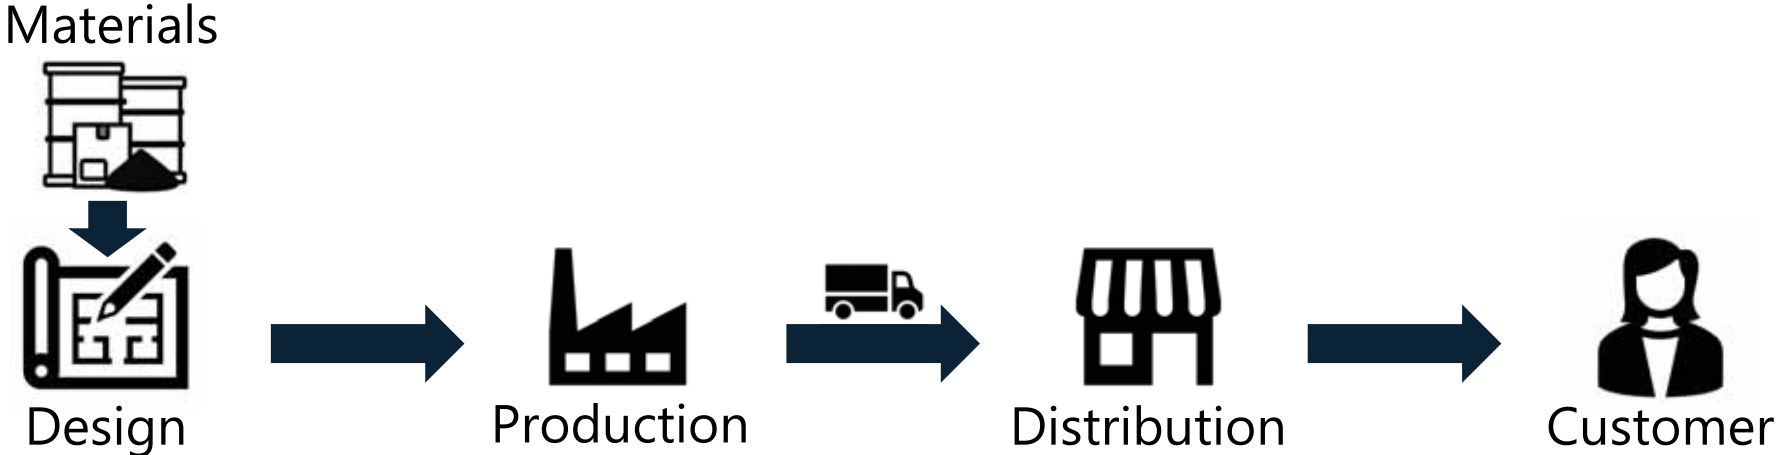 Materials
Design
Production
Distribution
Customer